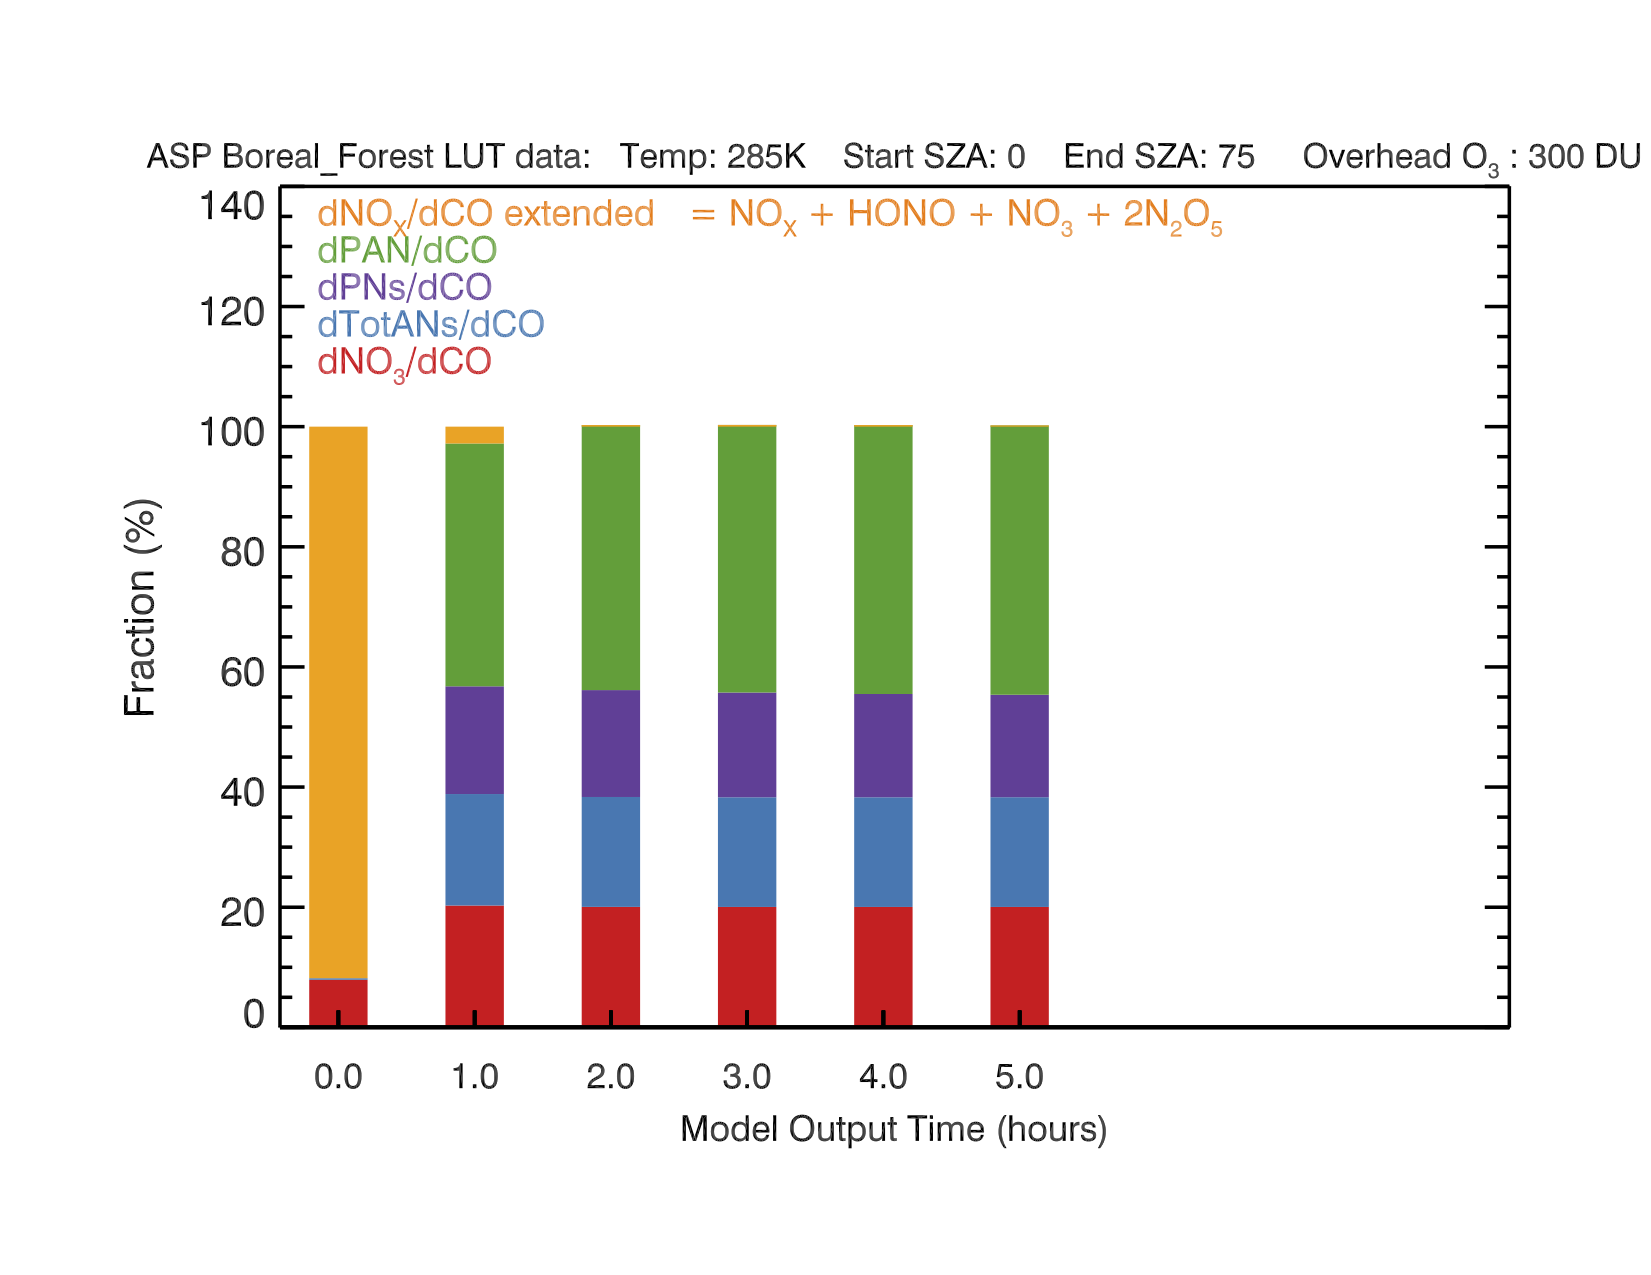 ASP Boreal_Forest LUT data: Temp: 285K Start SZA: 0 End SZA: 75 Overhead O₃ : 300 DU
140
dNOₓ/dCO extended = NOₓ + HONO + NO₃ + 2N₂O₅
dPAN/dCO
dPNs/dCO
120
dTotANs/dCO
dNO₃/dCO
100
80
60
40
20
0
Fraction (%)
0.0 1.0 2.0 3.0 4.0 5.0
Model Output Time (hours)